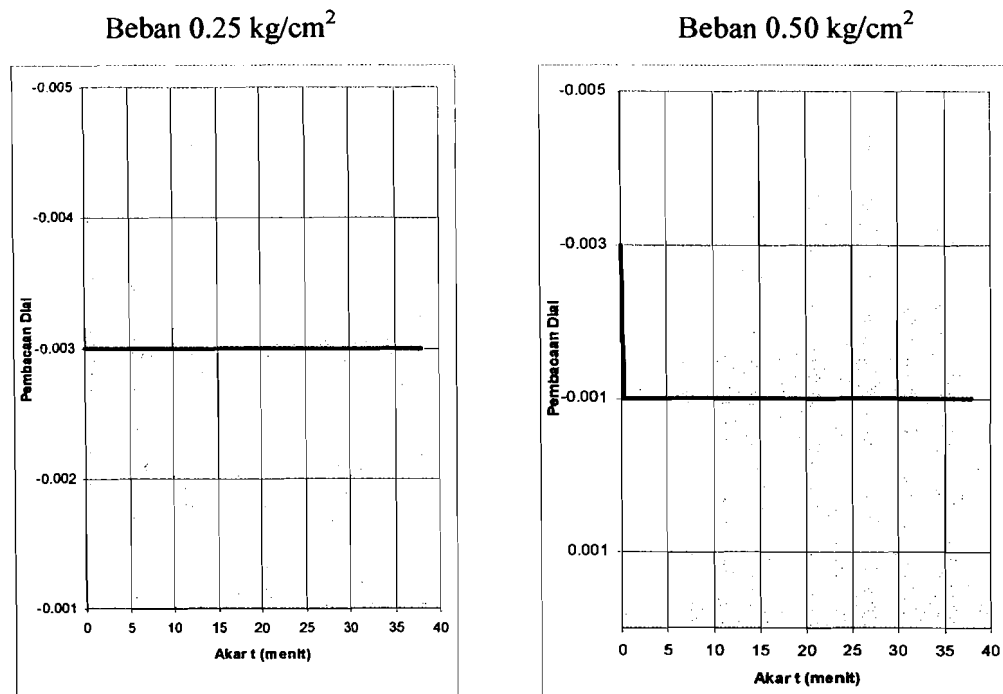 Beban 0.25 kg/cm²
-0.005
-0.004
-0.003
-0.002
-0.001
Pembacaan Dial
0 5 10 15 20 25 30 35 40
Akar t (menit)
Beban 0.50 kg/cm²
-0.005
-0.003
-0.001
0.001
Pembacaan Dial
0 5 10 15 20 25 30 35 40
Akar t (menit)